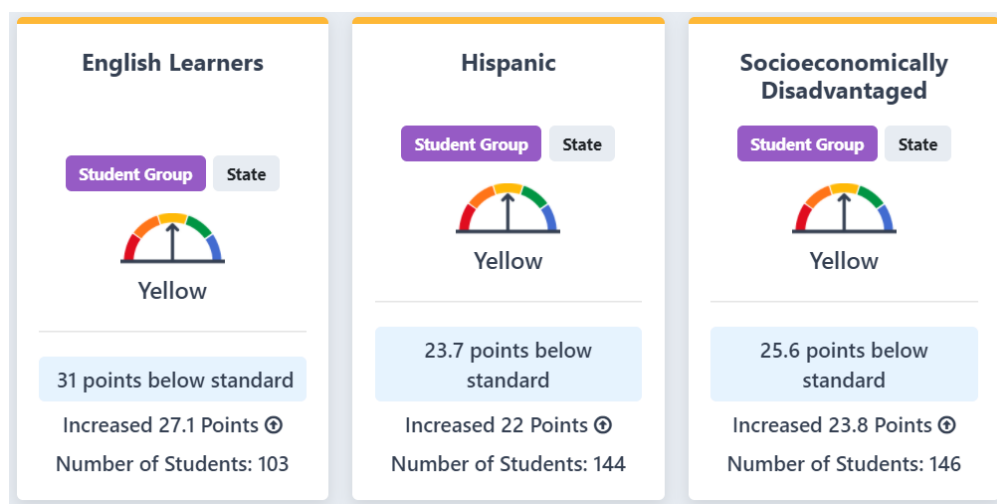 English Learners
Student Group
State
Yellow
31 points below standard
Increased 27.1 Points
Number of Students: 103
Hispanic
Student Group
State
Yellow
23.7 points below
standard
Increased 22 Points
Number of Students: 144
Socioeconomically
Disadvantaged
Student Group
State
Yellow
25.6 points below
standard
Increased 23.8 Points
Number of Students: 146